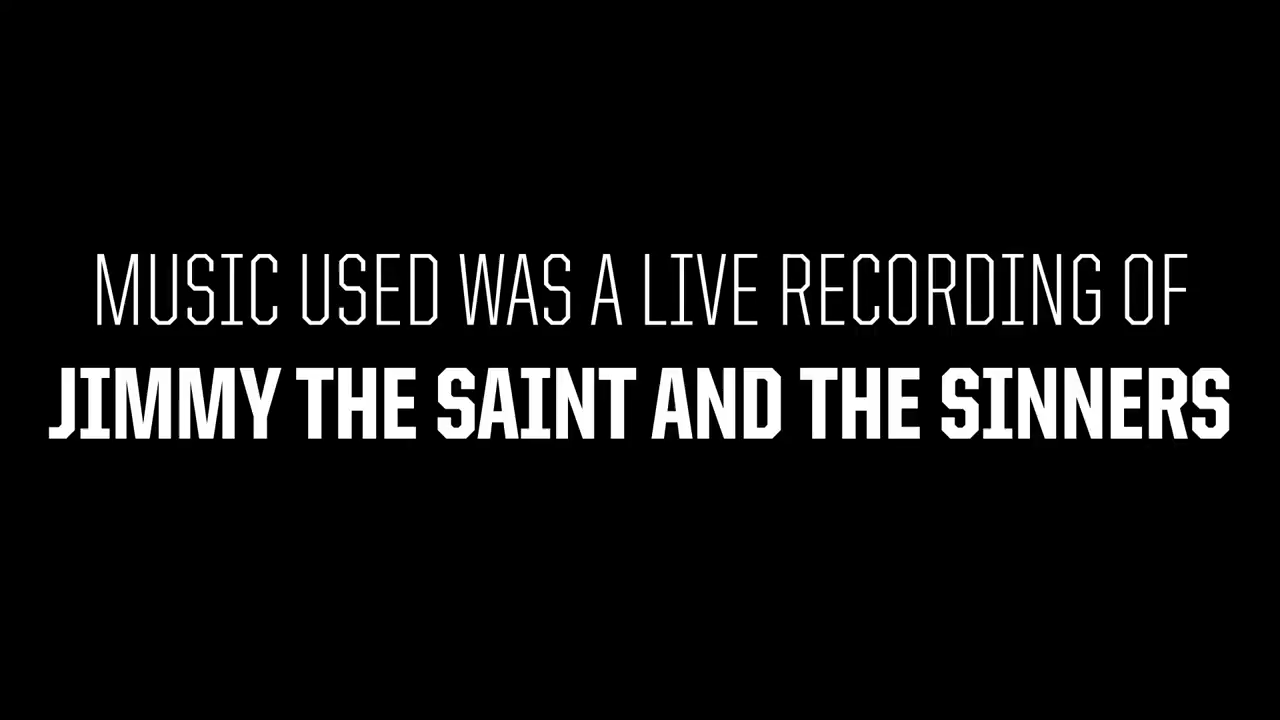 MUSIC USED WAS A LIVE RECORDING OF
JIMMY THE SAINT AND THE SINNERS